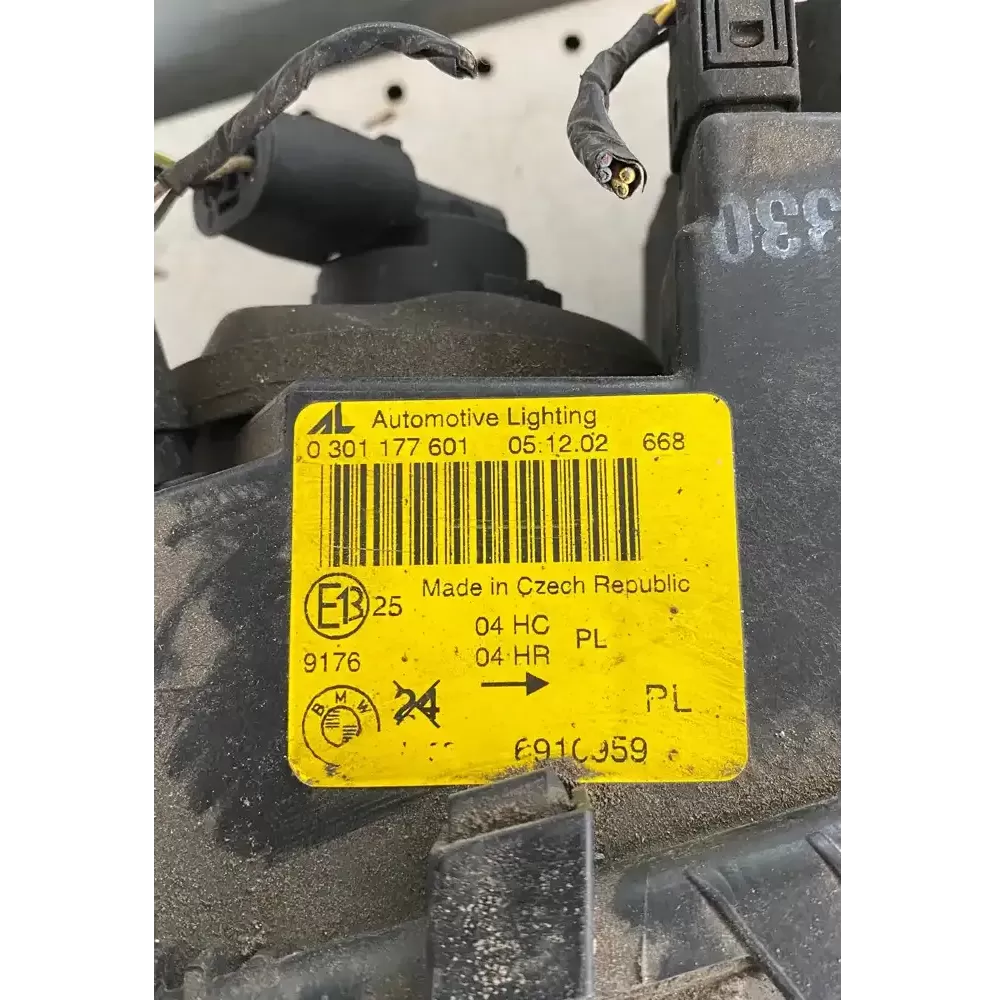 330
AL Automotive Lighting
0 301 177 601 05.12.02 668
Made in Czech Republic
E13 25
04 HC PL
9176 04 HR
BMW 24 → PL